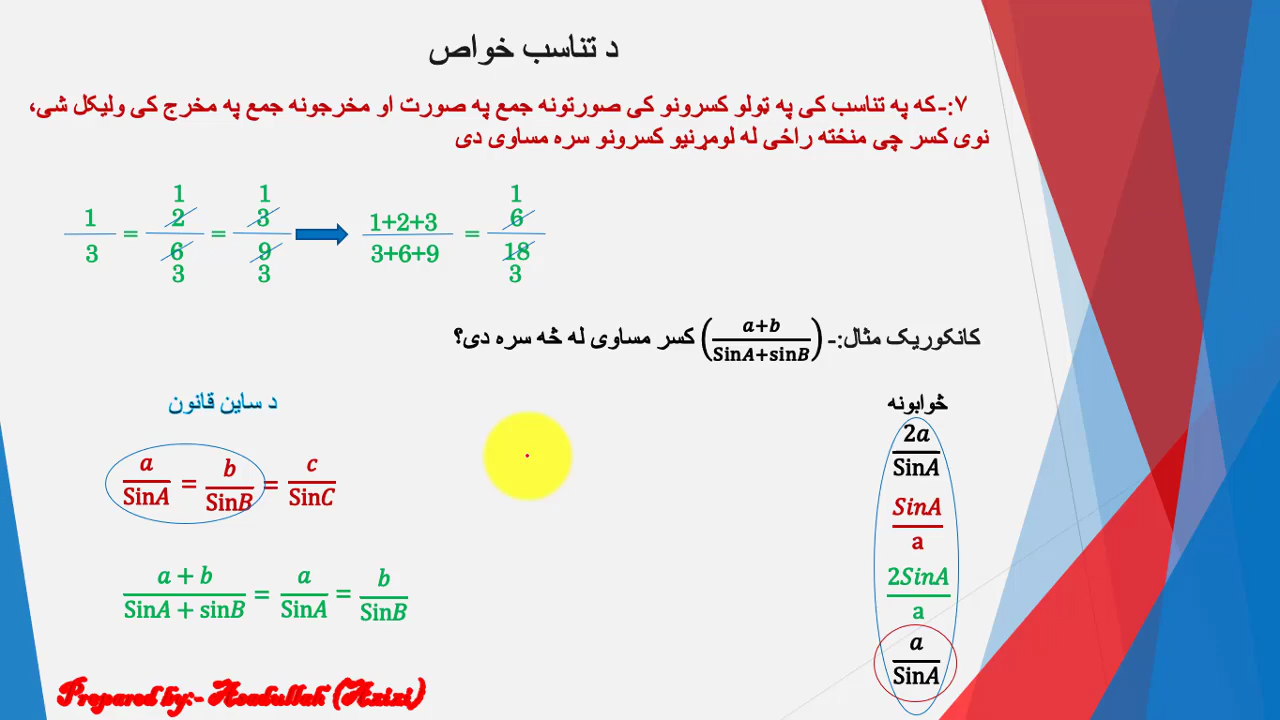 د تناسب خواص
۷:- که په تناسب کی په ټولو کسرونو کی صورتونه جمع په صورت او مخرجونه جمع په مخرج کی ولیکل شی،
نوی کسر چی منځته راځی له لومړنیو کسرونو سره مساوی دی
1/3 = 1 2/6 3 = 1 3/9 3 1+2+3/3+6+9 = 1 6/18 3
کانکوریک مثال:- (a+b/SinA+sinB) کسر مساوی له څه سره دی؟
د ساین قانون
a/SinA = b/SinB = c/SinC
a + b/SinA + sinB = a/SinA = b/SinB
ځوابونه
2a/SinA
SinA/a
2SinA/a
a/SinA
Prepared by:- Asadullah (Azizi)